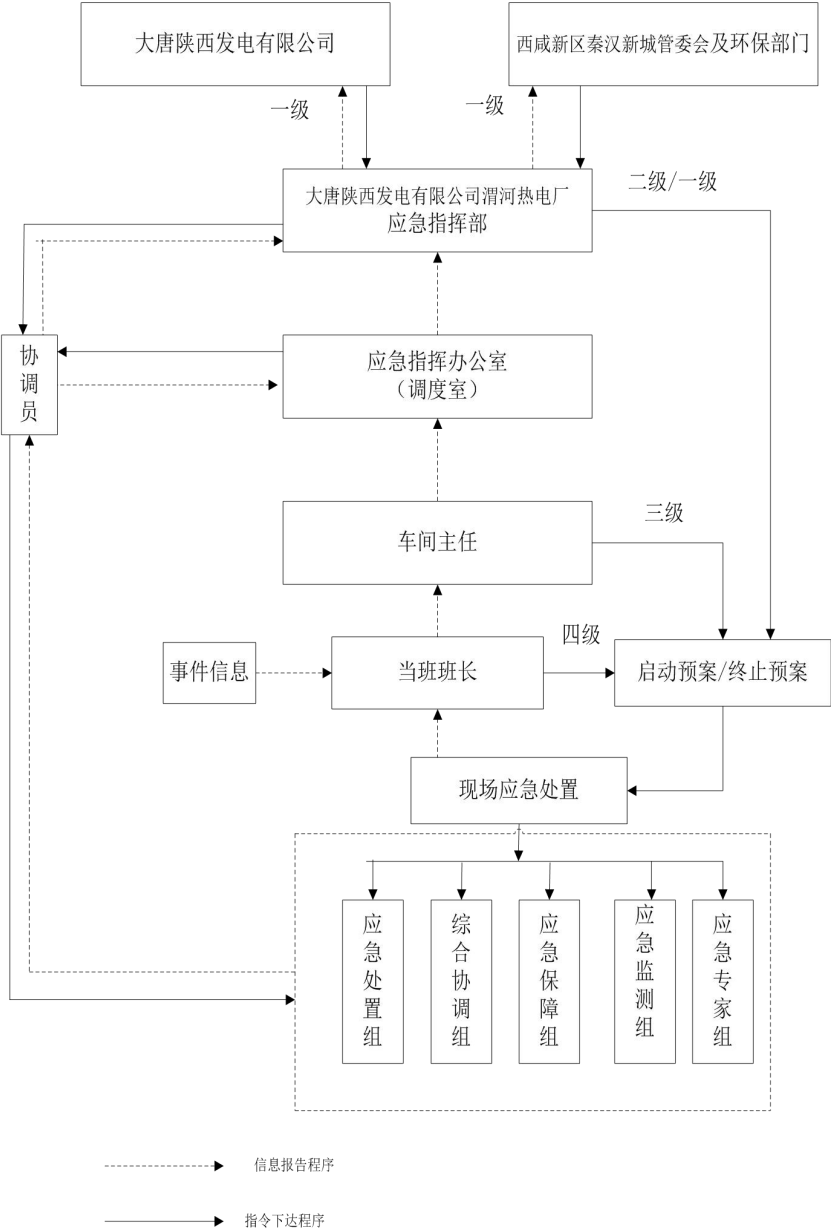 大唐陕西发电有限公司
西咸新区秦汉新城管委会及环保部门
一级
一级
大唐陕西发电有限公司渭河热电厂
应急指挥部
二级/一级
协调员
应急指挥办公室
（调度室）
车间主任
三级
事件信息
当班班长
四级
启动预案/终止预案
现场应急处置
应急处置组
综合协调组
应急保障组
应急监测组
应急专家组
信息报告程序
指令下达程序